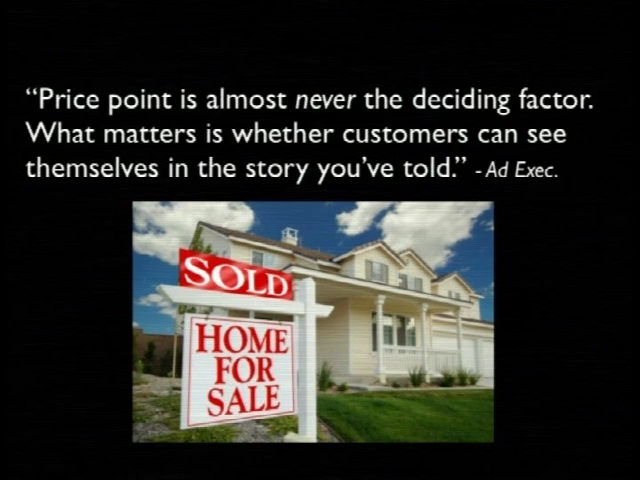 “Price point is almost never the deciding factor.
What matters is whether customers can see
themselves in the story you’ve told.” - Ad Exec.
SOLD
HOME
FOR
SALE